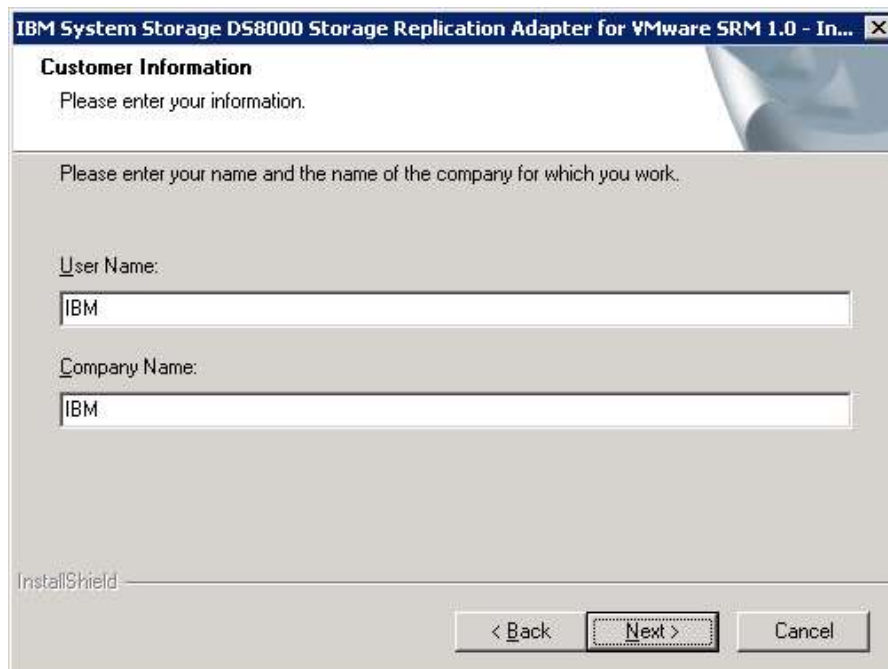 IBM System Storage DS8000 Storage Replication Adapter for VMware SRM 1.0 - In...
Customer Information
Please enter your information.
Please enter your name and the name of the company for which you work.
User Name:
IBM
Company Name:
IBM
InstallShield
< Back
Next >
Cancel